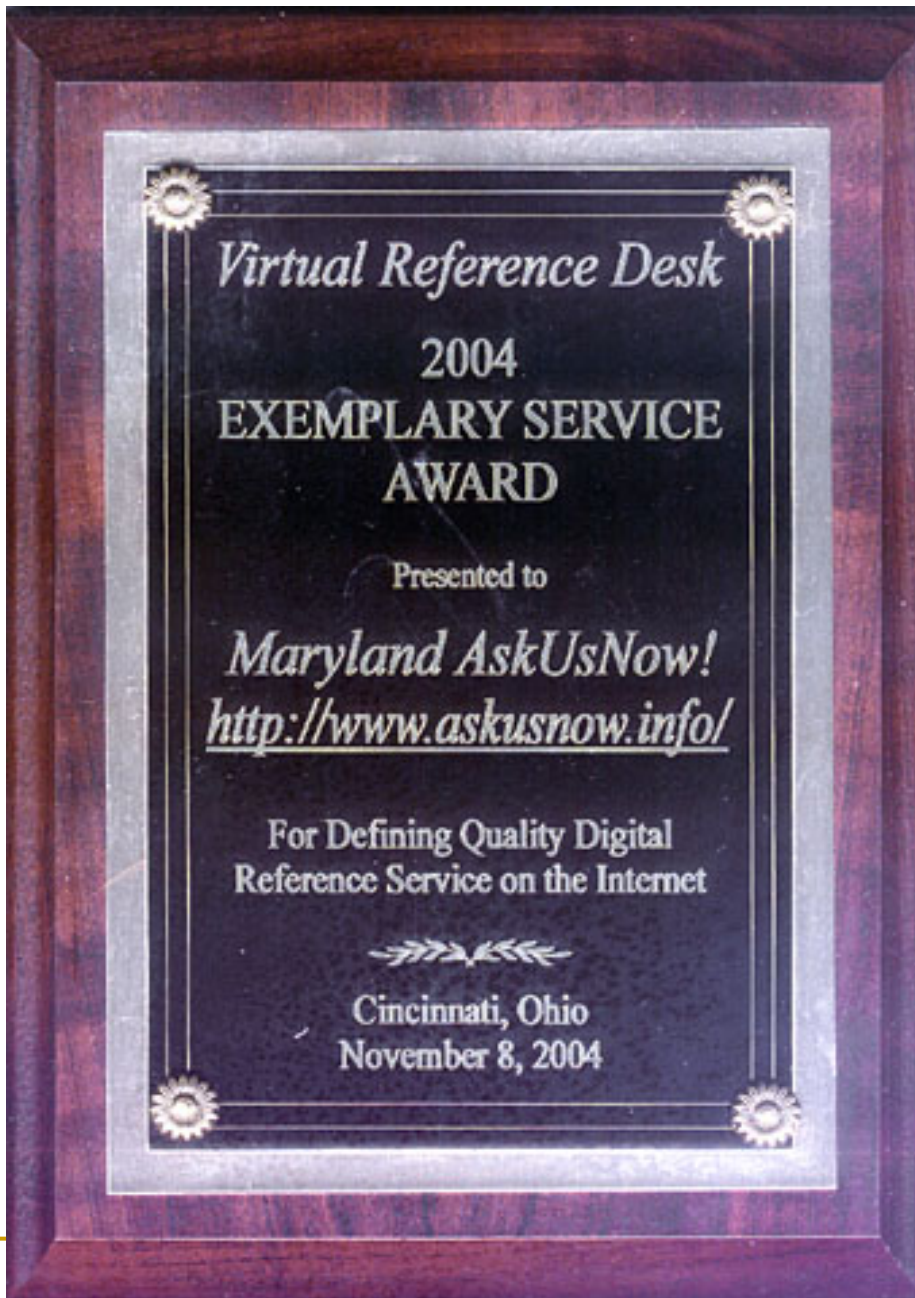 Virtual Reference Desk
2004
EXEMPLARY SERVICE
AWARD
Presented to
Maryland AskUsNow!
http://www.askusnow.info/
For Defining Quality Digital
Reference Service on the Internet
Cincinnati, Ohio
November 8, 2004